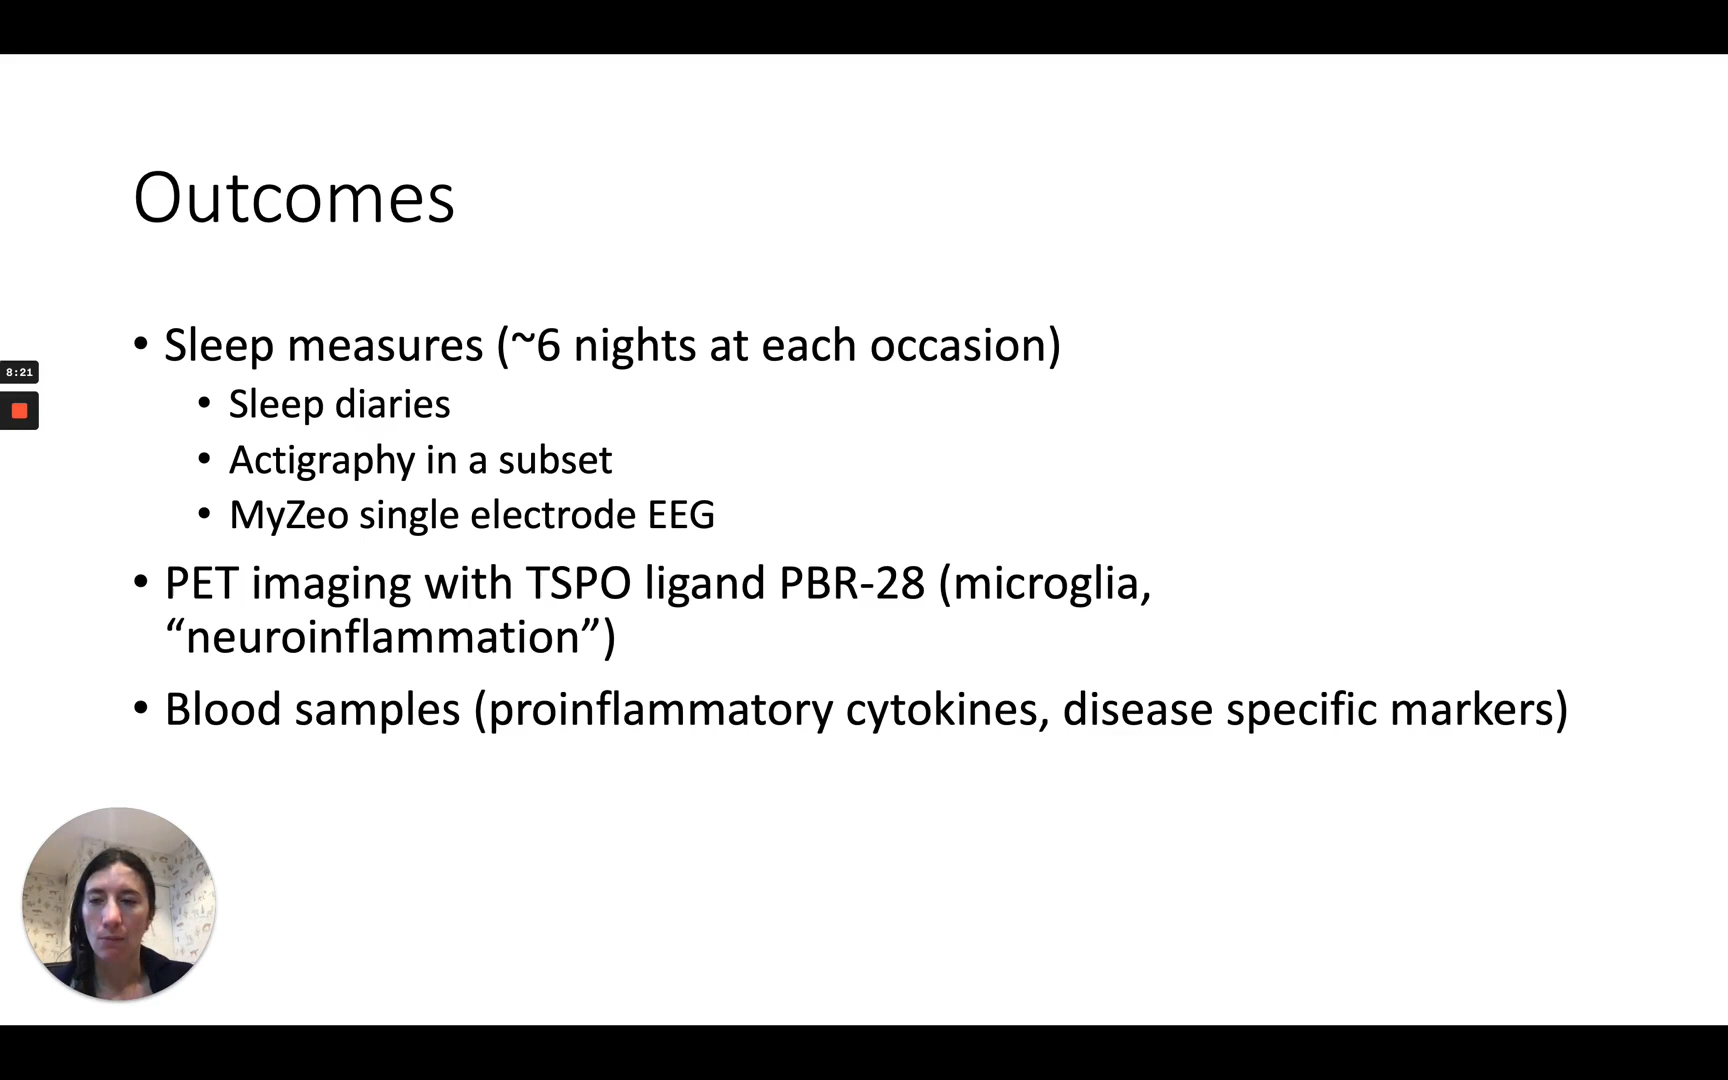 Outcomes
• Sleep measures (~6 nights at each occasion)
• Sleep diaries
• Actigraphy in a subset
8:21
• MyZeo single electrode EEG
• PET imaging with TSPO ligand PBR-28 (microglia,
“neuroinflammation”)
• Blood samples (proinflammatory cytokines, disease specific markers)